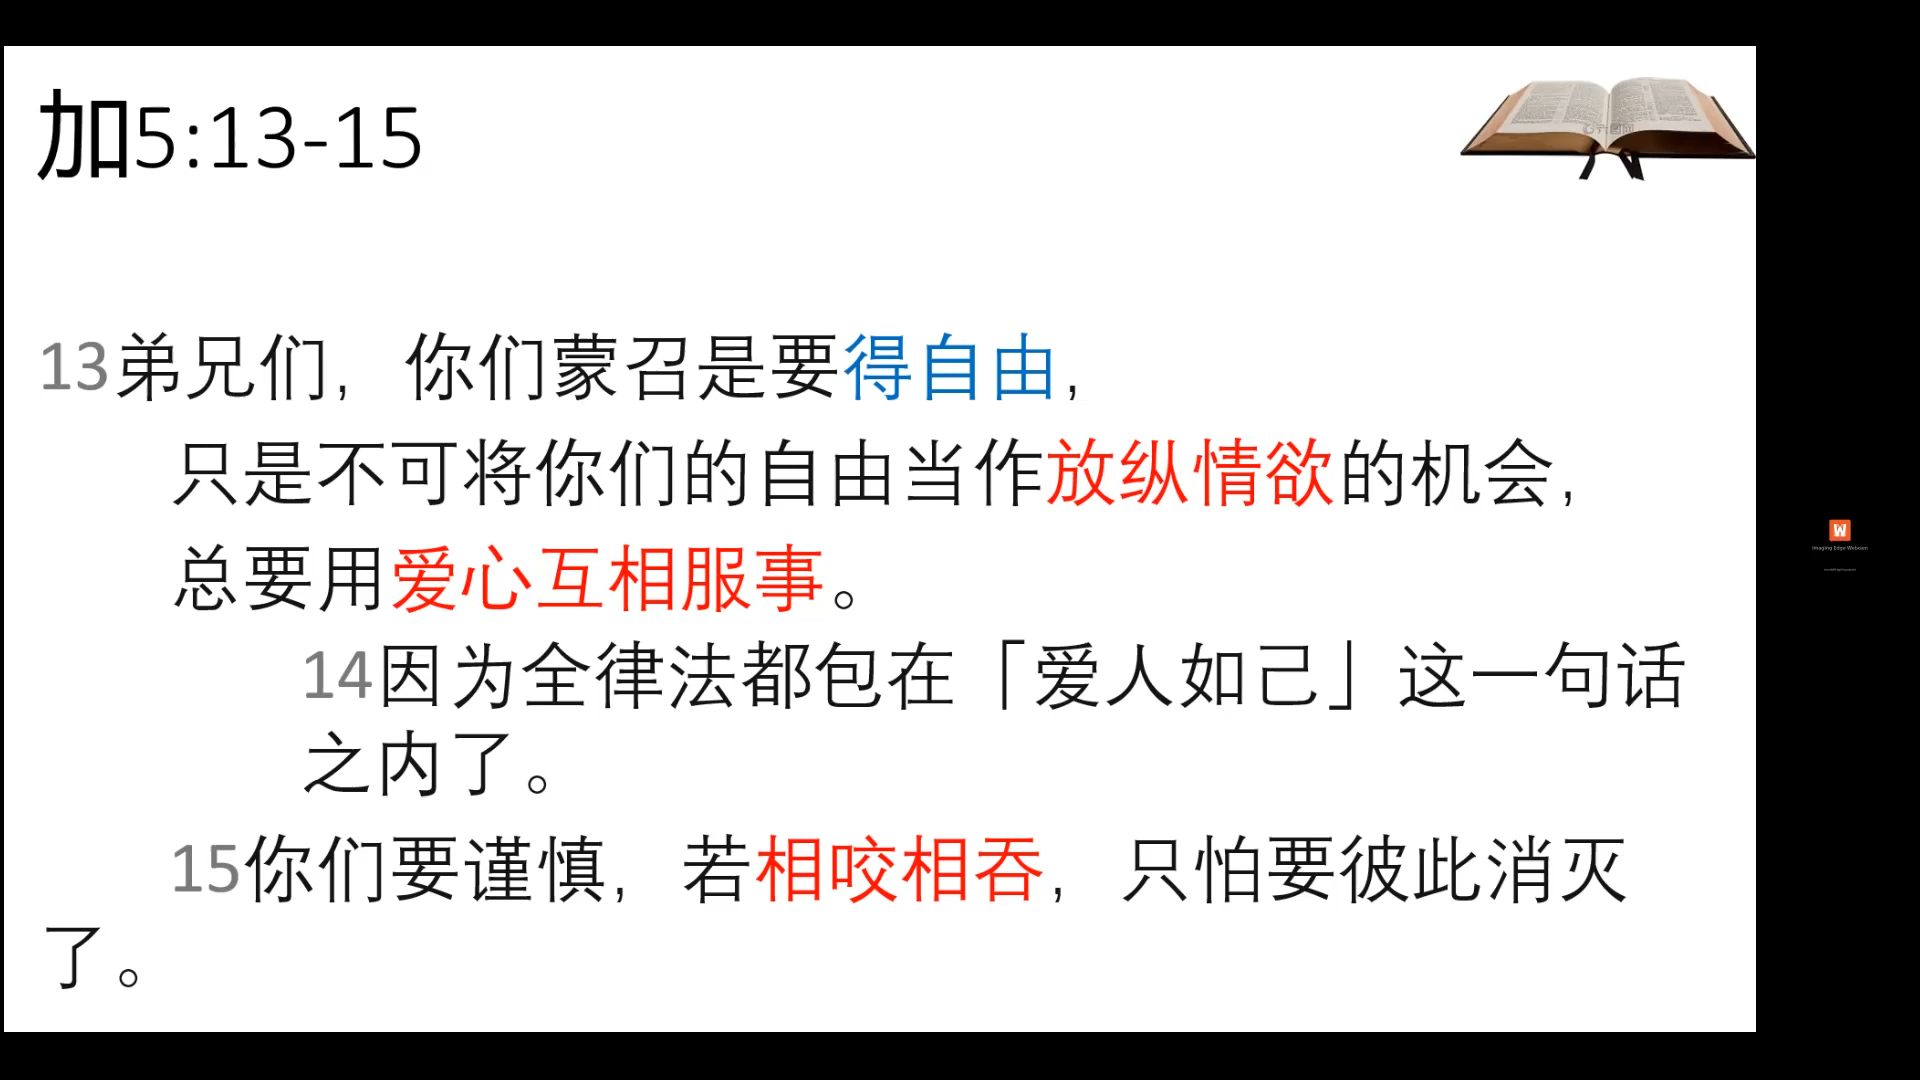 加5:13-15
13弟兄们，你们蒙召是要得自由，
只是不可将你们的自由当作放纵情欲的机会，
总要用爱心互相服事。
14因为全律法都包在「爱人如己」这一句话
之内了。
15你们要谨慎，若相咬相吞，只怕要彼此消灭
了。
W
Imaging Edge Webcam